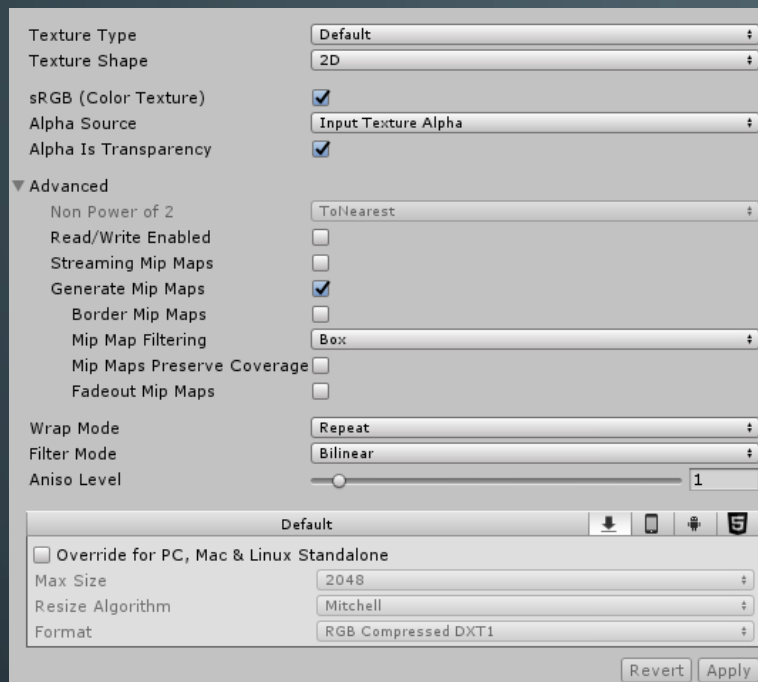 Texture Type Default
Texture Shape 2D
sRGB (Color Texture)
Alpha Source Input Texture Alpha
Alpha Is Transparency
Advanced
Non Power of 2 ToNearest
Read/Write Enabled
Streaming Mip Maps
Generate Mip Maps
Border Mip Maps
Mip Map Filtering Box
Mip Maps Preserve Coverage
Fadeout Mip Maps
Wrap Mode Repeat
Filter Mode Bilinear
Aniso Level 1
Default 5
Override for PC, Mac & Linux Standalone
Max Size 2048
Resize Algorithm Mitchell
Format RGB Compressed DXT1
Revert Apply